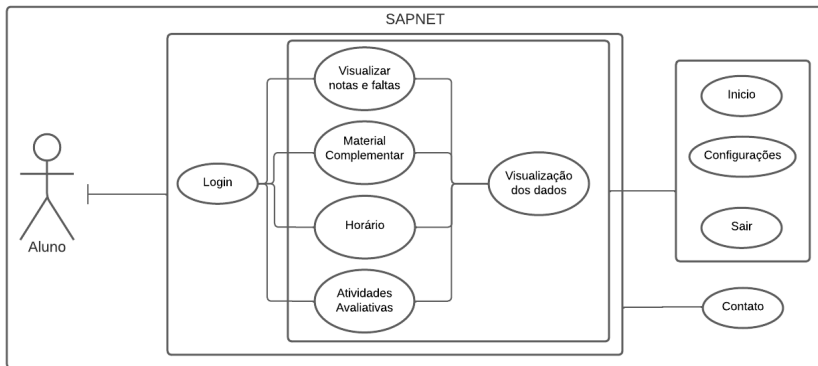 SAPNET
Aluno
Login
Visualizar
notas e faltas
Material
Complementar
Horário
Atividades
Avaliativas
Visualização
dos dados
Inicio
Configurações
Sair
Contato